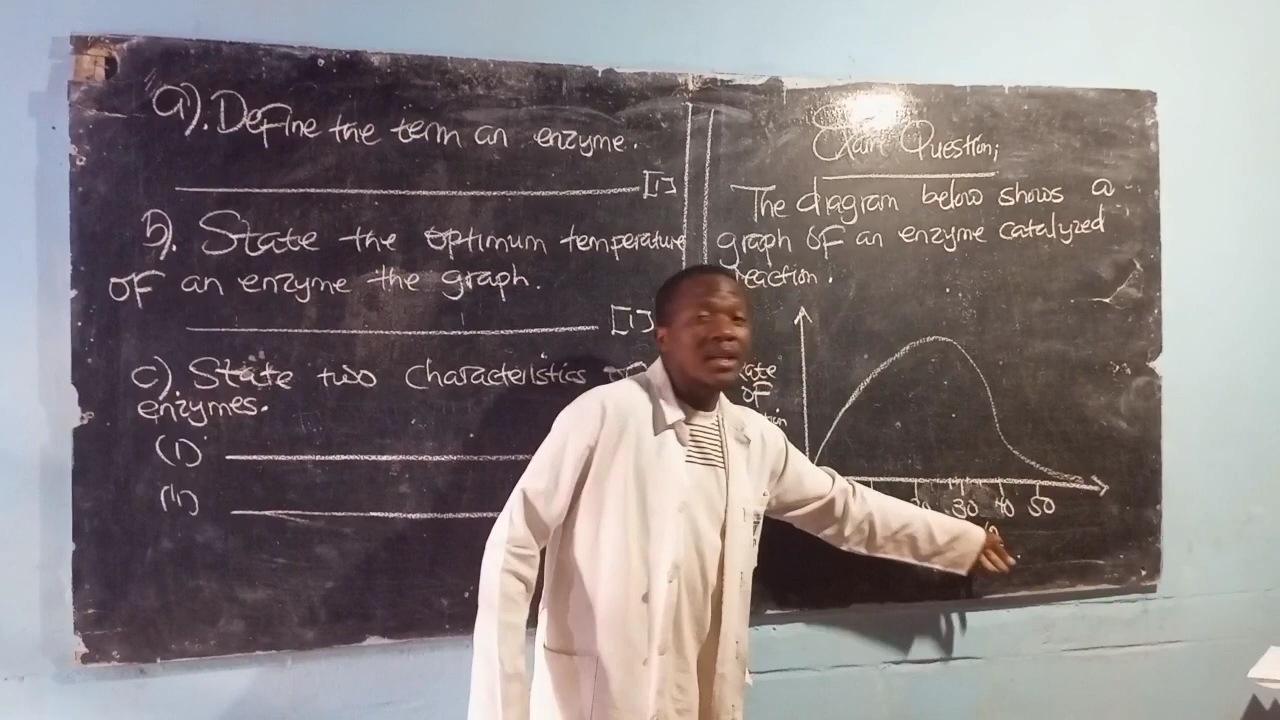 a). Define the term an enzyme.
[1]
b). State the optimum temperature
of an enzyme the graph.
[1]
c). State two characteristics
enzymes.
(i)
(ii)
Exam Question;
The diagram below shows a
graph of an enzyme catalyzed
reaction.
of
30 40 50